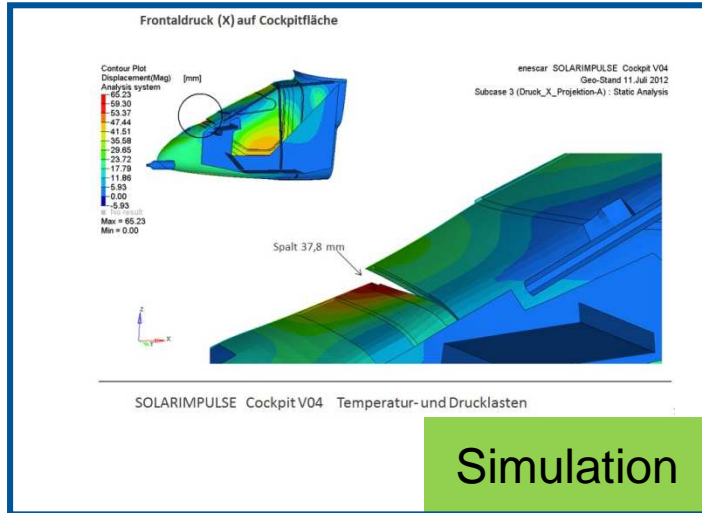 Frontaldruck (X) auf Cockpitfläche
Contour Plot
Displacement(Mag) [mm]
Analysis system
65.23
59.30
53.37
47.44
41.51
35.58
29.65
23.72
17.79
11.86
5.93
0.00
-5.93
No result
Max = 65.23
Min = 0.00
enescar SOLARIMPULSE Cockpit V04
Geo-Stand 11.Juli 2012
Subcase 3 (Druck_X_Projektion-A) : Static Analysis
Spalt 37,8 mm
Z
Y
X
SOLARIMPULSE Cockpit V04 Temperatur- und Drucklasten
Simulation